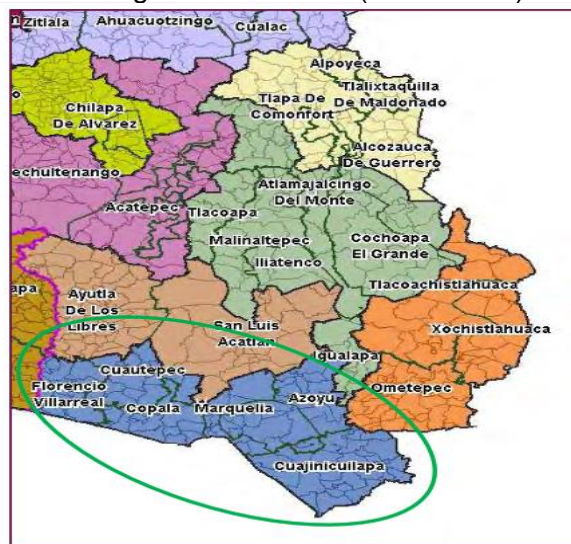 Zitlala
Ahuacuotzingo
Cualac
Alpoyeca
Tlalixtaquilla
De Maldonado
Tlapa De
Comonfort
Chilapa
De Alvarez
Alcozauca
De Guerrero
echultenango
Atlamajalcingo
Del Monte
Acatepec
Tlacoapa
Malinaltepec
Cochoapa
El Grande
Iliatenco
Tlacoachistlahuaca
apa
Ayutla
De Los
Libres
San Luis
Acatlan
Xochistlahuaca
Igualapa
Cuautepec
Ometepec
Florencio
Villarreal
Azoyu
Copala
Marquelia
Cuajinicuilapa